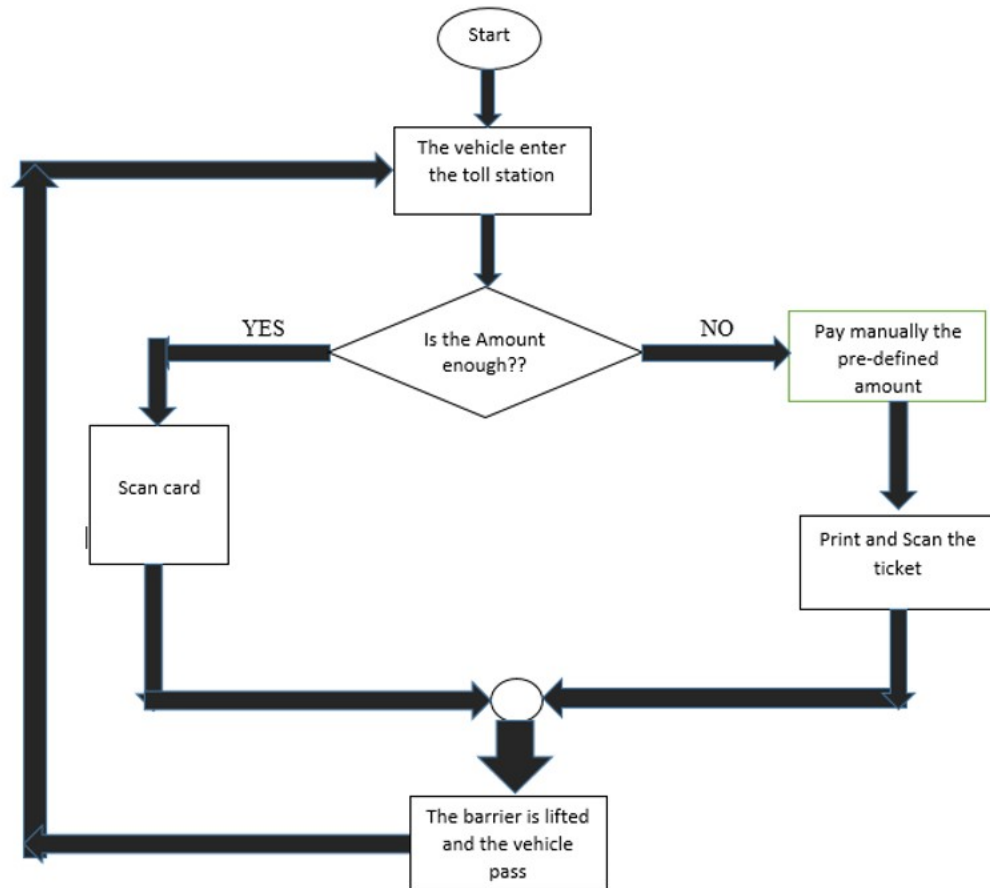 Start
The vehicle enter
the toll station
YES
Is the Amount
enough??
NO
Pay manually the
pre-defined
amount
Scan card
Print and Scan the
ticket
The barrier is lifted
and the vehicle
pass